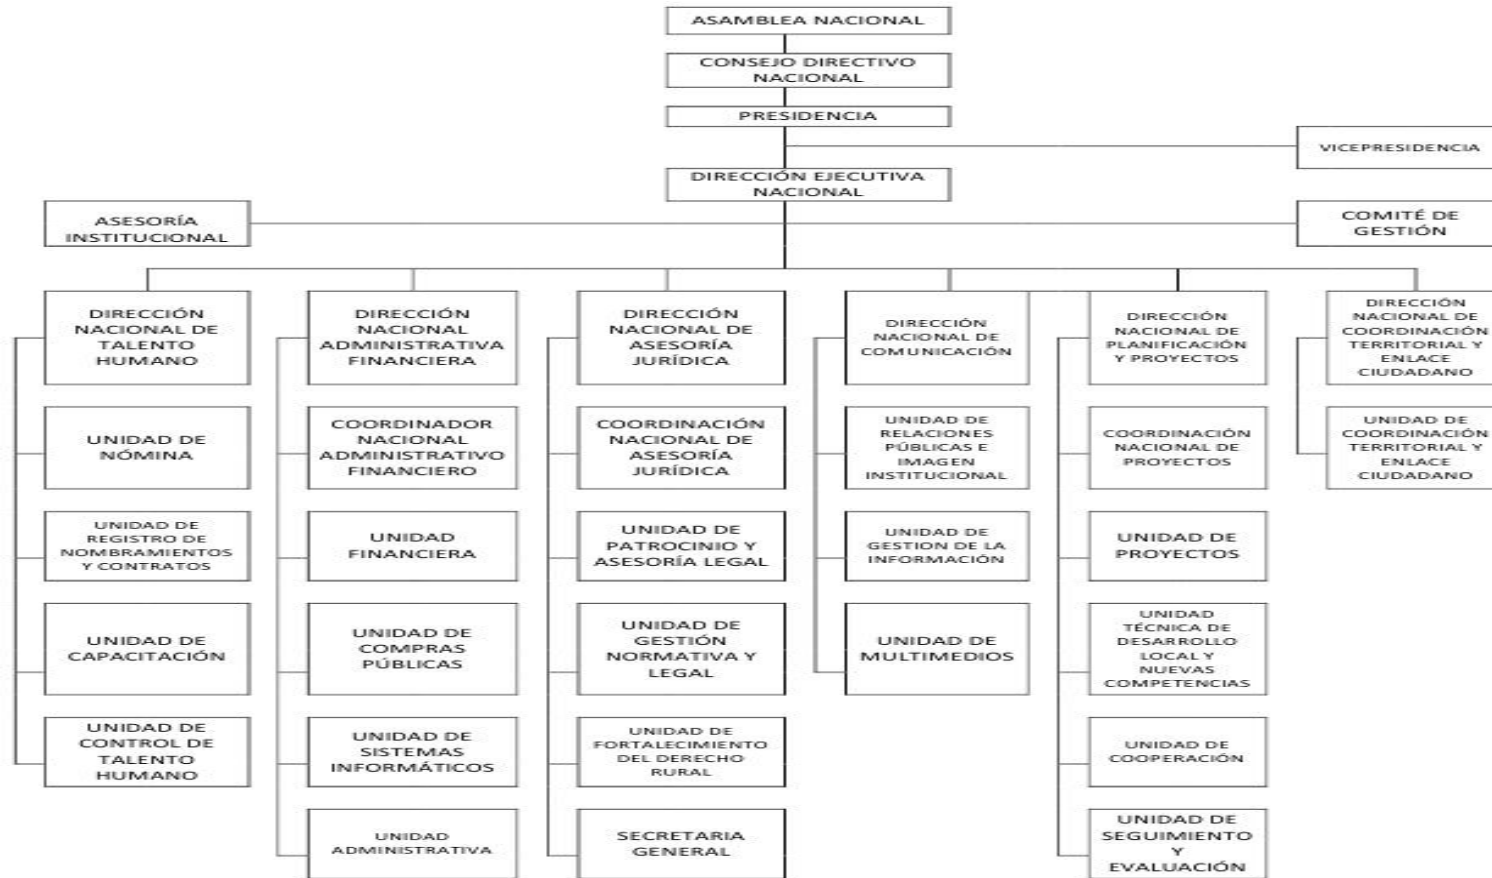 ASAMBLEA NACIONAL
CONSEJO DIRECTIVO
NACIONAL
PRESIDENCIA
VICEPRESIDENCIA
DIRECCIÓN EJECUTIVA
NACIONAL
ASESORÍA
INSTITUCIONAL
COMITÉ DE
GESTIÓN
DIRECCIÓN
NACIONAL DE
TALENTO
HUMANO
UNIDAD DE
NÓMINA
UNIDAD DE
REGISTRO DE
NOMBRAMIENTOS
Y CONTRATOS
UNIDAD DE
CAPACITACIÓN
UNIDAD DE
CONTROL DE
TALENTO
HUMANO
DIRECCIÓN
NACIONAL
ADMINISTRATIVA
FINANCIERA
COORDINADOR
NACIONAL
ADMINISTRATIVO
FINANCIERO
UNIDAD
FINANCIERA
UNIDAD DE
COMPRAS
PÚBLICAS
UNIDAD DE
SISTEMAS
INFORMÁTICOS
UNIDAD
ADMINISTRATIVA
DIRECCIÓN
NACIONAL DE
ASESORÍA
JURÍDICA
COORDINACIÓN
NACIONAL DE
ASESORÍA
JURÍDICA
UNIDAD DE
PATROCINIO Y
ASESORÍA LEGAL
UNIDAD DE
GESTIÓN
NORMATIVA Y
LEGAL
UNIDAD DE
FORTALECIMIENTO
DEL DERECHO
RURAL
SECRETARIA
GENERAL
DIRECCIÓN
NACIONAL DE
COMUNICACIÓN
UNIDAD DE
RELACIONES
PÚBLICAS E
IMAGEN
INSTITUCIONAL
UNIDAD DE
GESTION DE LA
INFORMACIÓN
UNIDAD DE
MULTIMEDIOS
DIRECCIÓN
NACIONAL DE
PLANIFICACIÓN
Y PROYECTOS
COORDINACIÓN
NACIONAL DE
PROYECTOS
UNIDAD DE
PROYECTOS
UNIDAD
TÉCNICA DE
DESARROLLO
LOCAL Y
NUEVAS
COMPETENCIAS
UNIDAD DE
COOPERACIÓN
UNIDAD DE
SEGUIMIENTO
Y
EVALUACIÓN
DIRECCIÓN
NACIONAL DE
COORDINACIÓN
TERRITORIAL Y
ENLACE
CIUDADANO
UNIDAD DE
COORDINACIÓN
TERRITORIAL Y
ENLACE
CIUDADANO